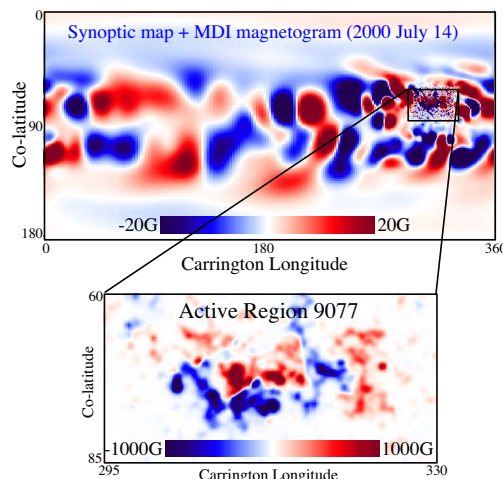 0
Synoptic map + MDI magnetogram (2000 July 14)
Co-latitude
90
-20G
20G
180
0
180
360
Carrington Longitude
60
Active Region 9077
Co-latitude
-1000G
1000G
85
295
330
Carrington Longitude